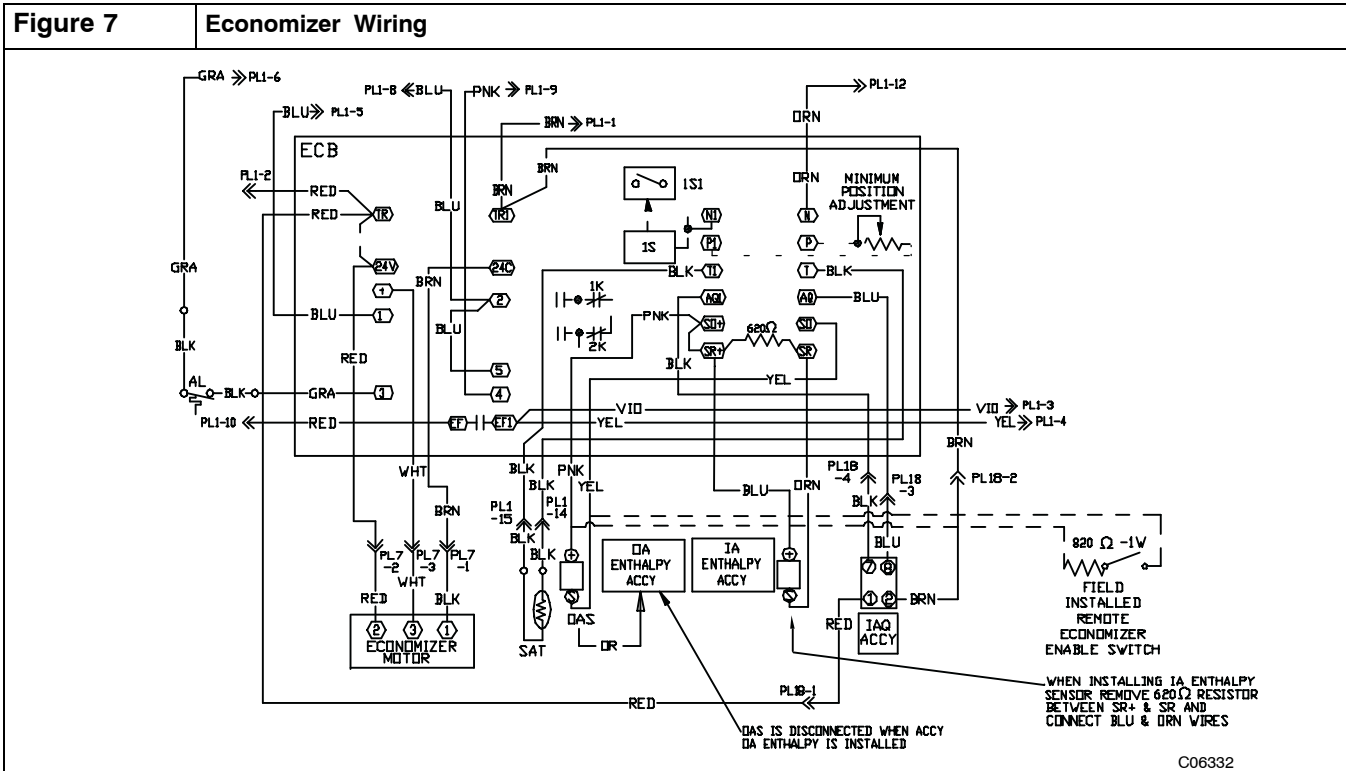 Figure 7
Economizer Wiring
GRA PL1-6
PL1-8 BLU
PNK PL1-9
PL1-12
BLU PL1-5
BRN PL1-1
ORN
ECB
BRN
PL1-2
RED
BRN
1S1
ORN
MINIMUM
POSITION
ADJUSTMENT
RED
TR
BLU
TR1
N1
N
1S
P1
P
GRA
24V
BRN
24C
BLK
T1
T
BLK
+
2
1K
AQ1
AQ
BLU
BLU
1
BLU
PNK
SO+
620Ω
SO
2K
BLK
RED
SR+
SR
BLK
5
YEL
AL
BLK
GRA
3
4
VIO
VIO PL1-3
PL1-10
RED
EF
EF1
YEL
YEL PL1-4
BRN
WHT
BLK
PNK
PL18
-4
PL18
-3
PL18-2
BLK
YEL
BLU
ORN
BRN
PL1
-15
PL1
-14
BLK
BLK
BLK
OA
ENTHALPY
ACCY
IA
ENTHALPY
ACCY
BLU
820 Ω -1W
PL7
-2
PL7
-3
PL7
-1
+
+
7
8
WHT
FIELD
INSTALLED
REMOTE
ECONOMIZER
ENABLE SWITCH
RED
BLK
S
S
1
2
BRN
OAS
RED
IAQ
ACCY
2
3
1
ECONOMIZER
MOTOR
SAT
OR
WHEN INSTALLING IA ENTHALPY
SENSOR REMOVE 620Ω RESISTOR
BETWEEN SR+ & SR AND
CONNECT BLU & ORN WIRES
PL18-1
RED
OAS IS DISCONNECTED WHEN ACCY
OA ENTHALPY IS INSTALLED
C06332